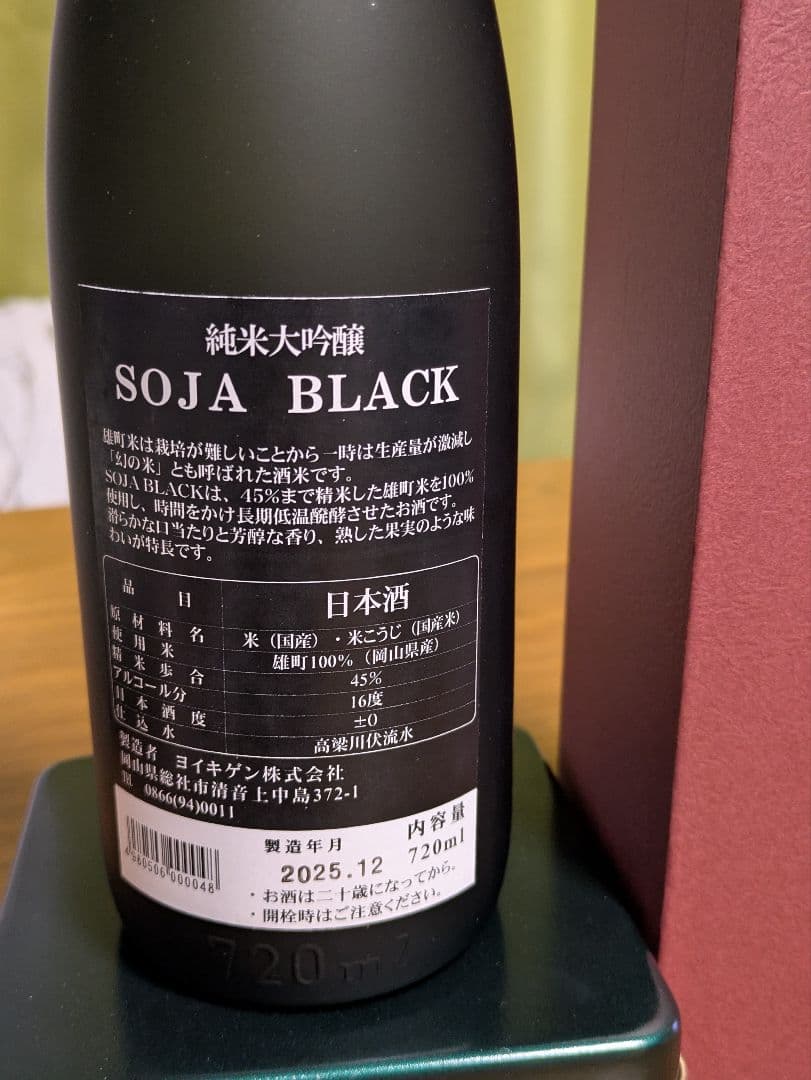 純米大吟醸
SOJA BLACK
雄町米は栽培が難しいことから一時は生産量が激減し
「幻の米」とも呼ばれた酒米です。
SOJA BLACKは、45%まで精米した雄町米を100%
使用し、時間をかけ長期低温醗酵させたお酒です。
滑らかな口当たりと芳醇な香り、熟した果実のような味
わいが特長です。
品目 日本酒
原材料名 米（国産）・米こうじ（国産米）
使用米 雄町100%（岡山県産）
精米歩合 45%
アルコール分 16度
日本酒度 ±0
仕込水 高梁川伏流水
製造者 ヨイキゲン株式会社
岡山県総社市清音上中島372-1
℡ 0866(94)0011
製造年月
2025.12
内容量
720ml
4580506000048
・お酒は二十歳になってから。
・開栓時はご注意ください。
720ml